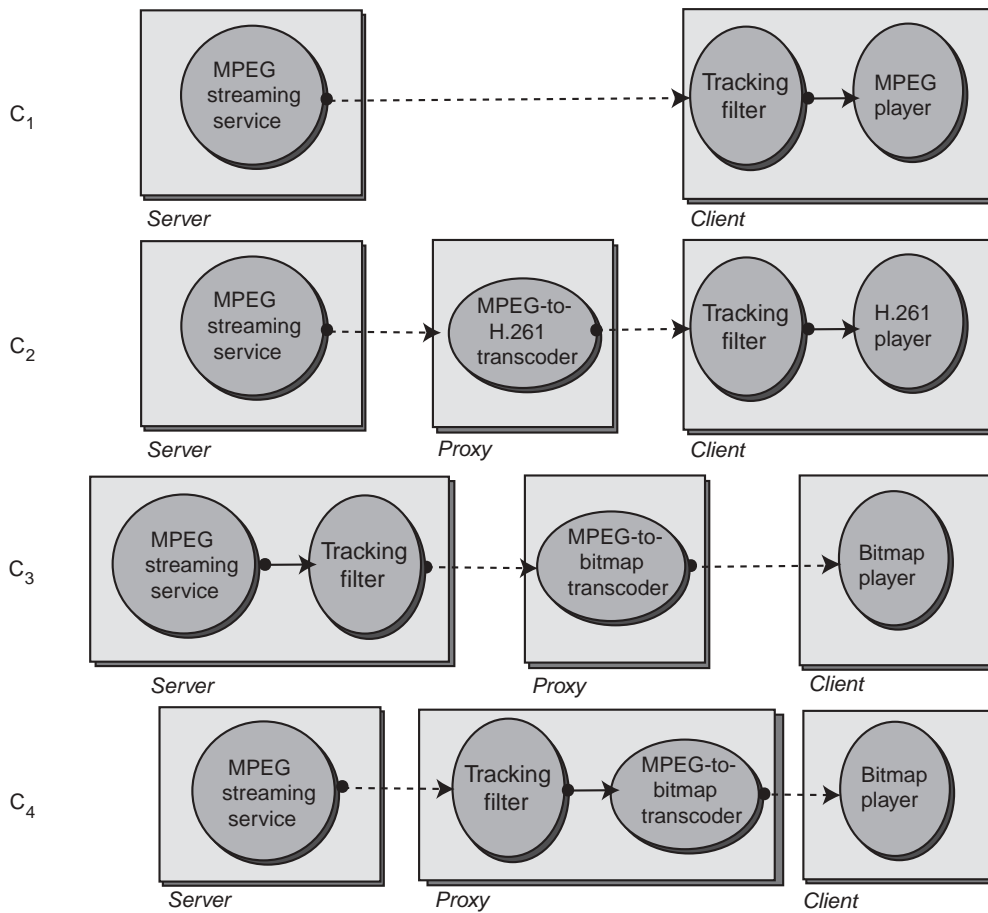 C1
MPEG
streaming
service
Tracking
filter
MPEG
player
Server
Client
C2
MPEG
streaming
service
MPEG-to-
H.261
transcoder
Tracking
filter
H.261
player
Server
Proxy
Client
C3
MPEG
streaming
service
Tracking
filter
MPEG-to-
bitmap
transcoder
Bitmap
player
Server
Proxy
Client
C4
MPEG
streaming
service
Tracking
filter
MPEG-to-
bitmap
transcoder
Bitmap
player
Server
Proxy
Client